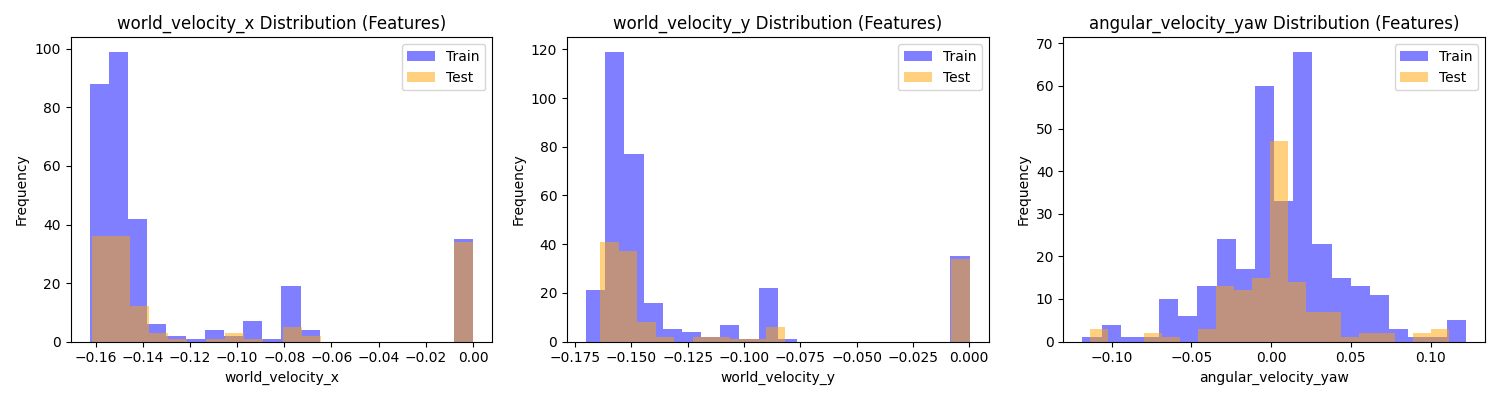 world_velocity_x Distribution (Features)
Frequency
100
80
60
40
20
0
−0.16
−0.14
−0.12
−0.10
−0.08
−0.06
−0.04
−0.02
0.00
world_velocity_x
Train
Test
world_velocity_y Distribution (Features)
Frequency
120
100
80
60
40
20
0
−0.175
−0.150
−0.125
−0.100
−0.075
−0.050
−0.025
0.000
world_velocity_y
Train
Test
angular_velocity_yaw Distribution (Features)
Frequency
70
60
50
40
30
20
10
0
−0.10
−0.05
0.00
0.05
0.10
angular_velocity_yaw
Train
Test